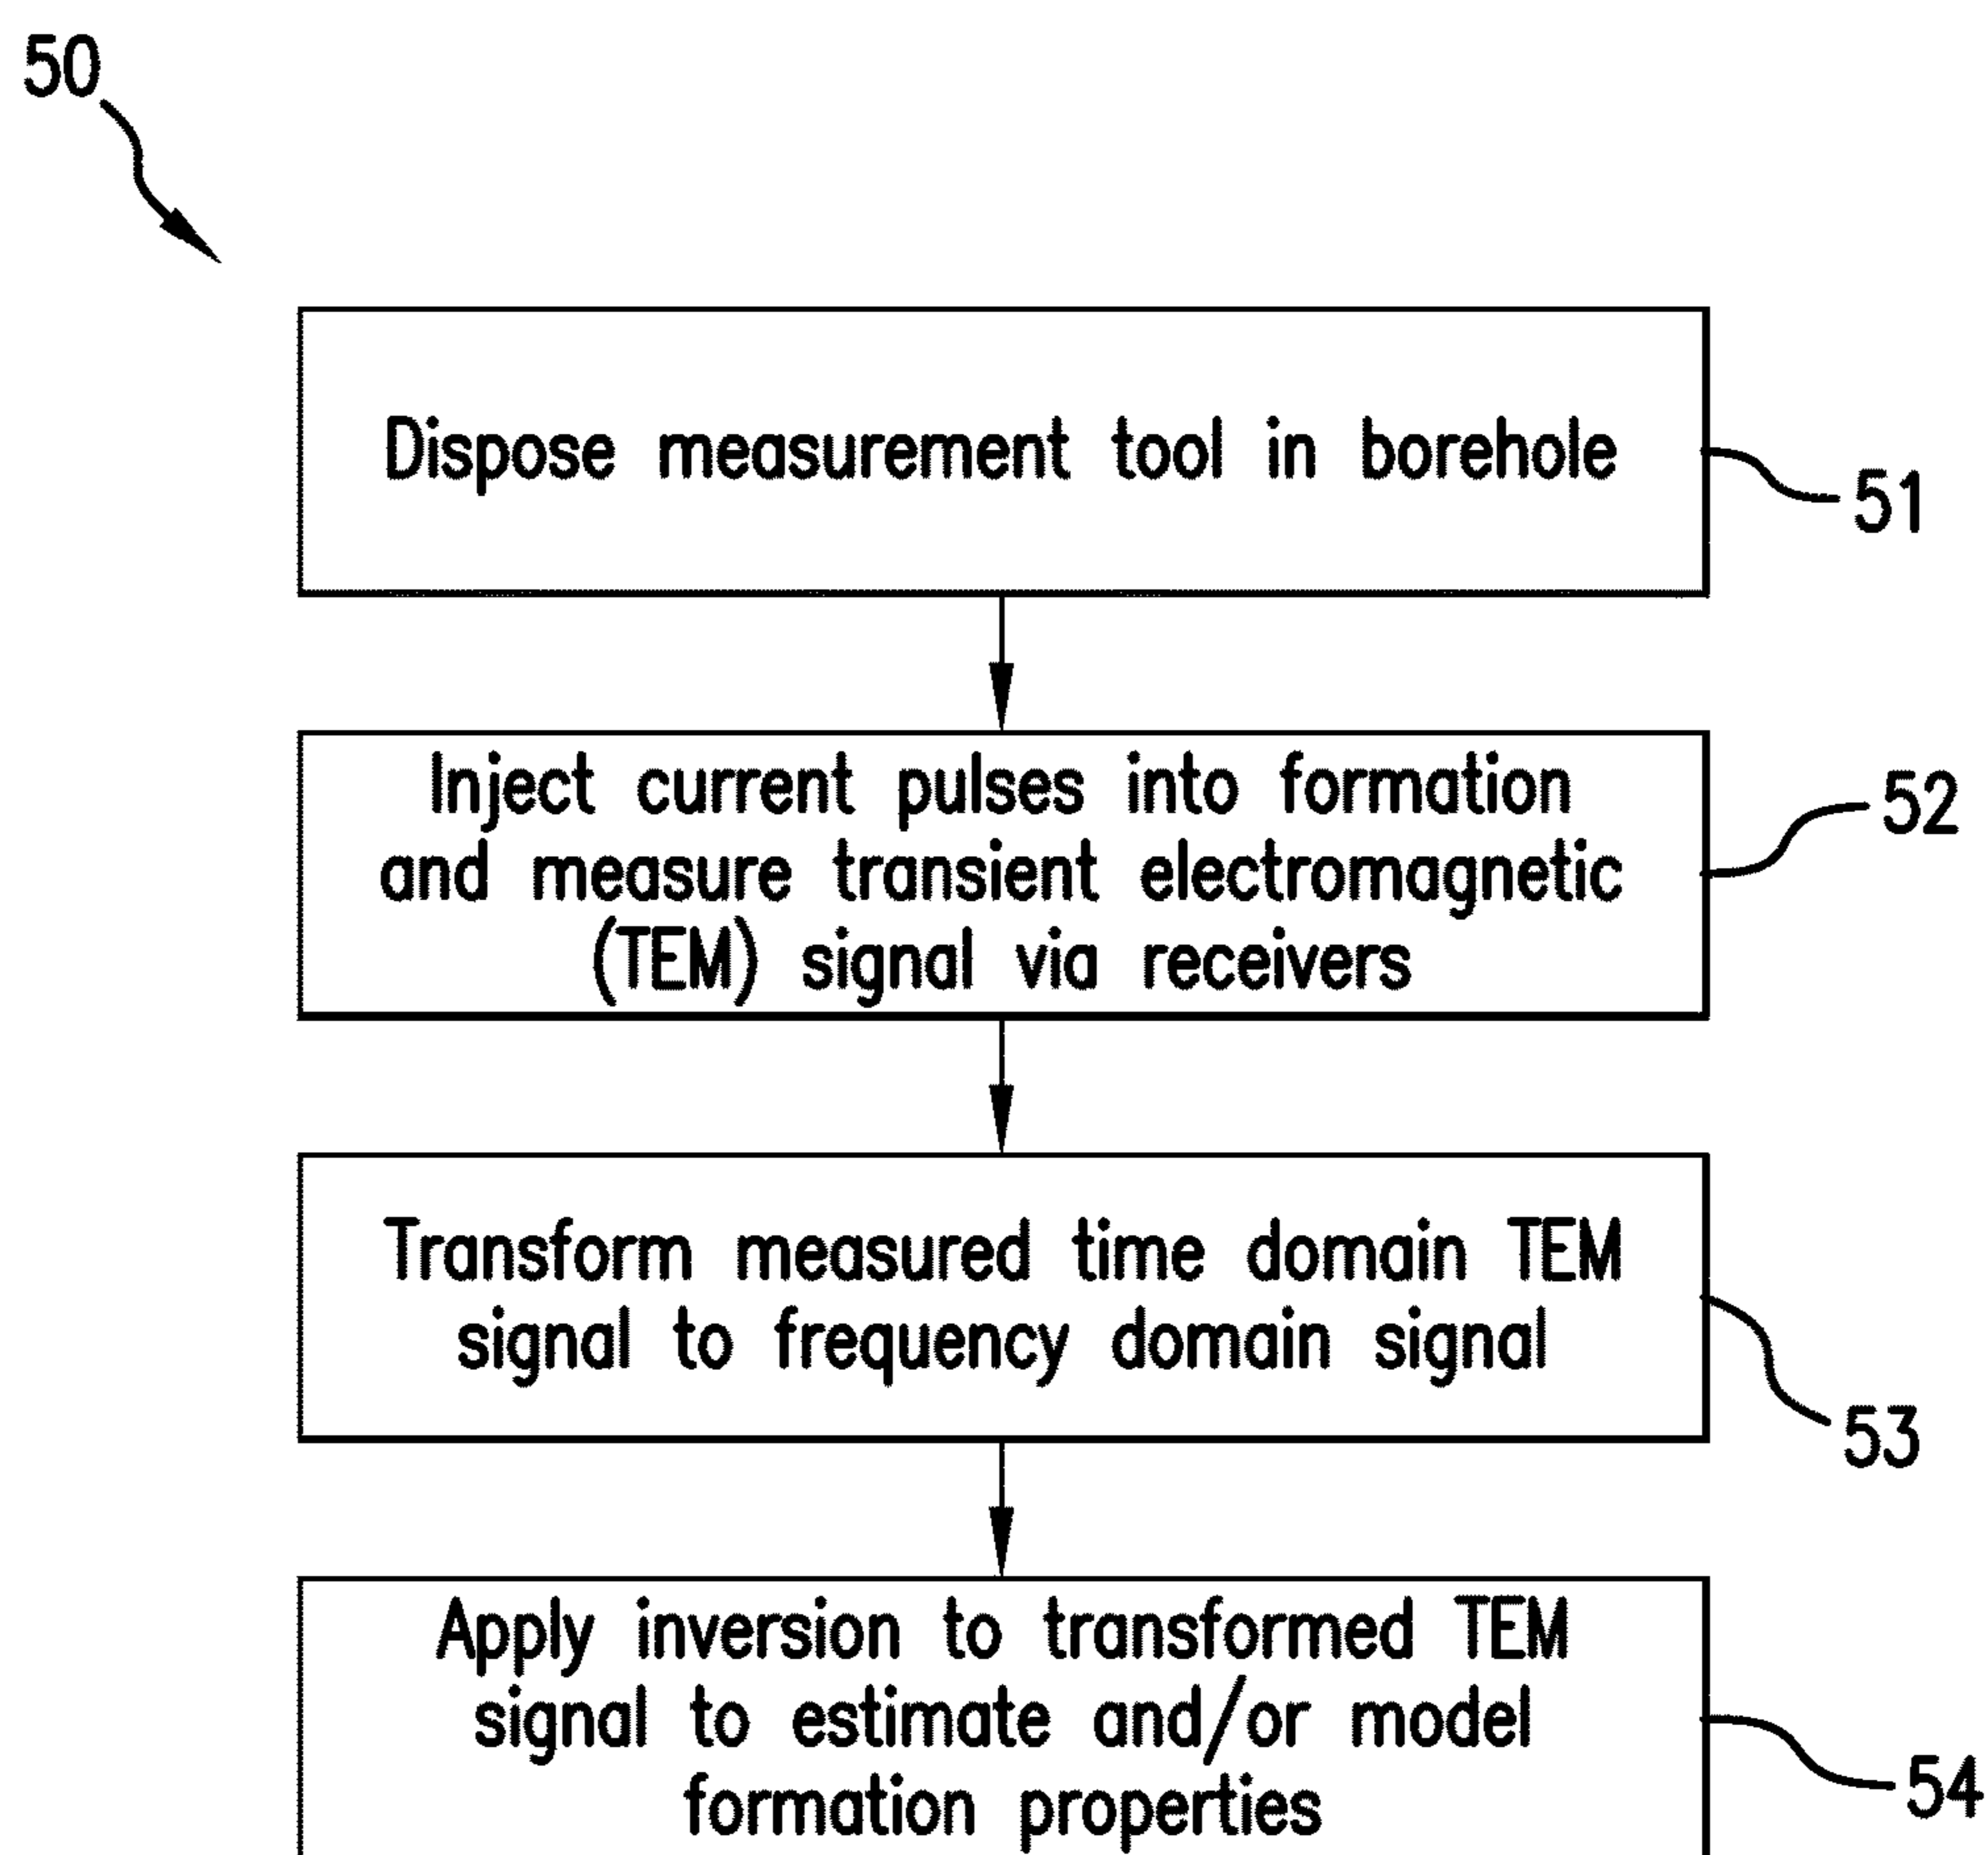 50
Dispose measurement tool in borehole
51
Inject current pulses into formation
and measure transient electromagnetic
(TEM) signal via receivers
52
Transform measured time domain TEM
signal to frequency domain signal
53
Apply inversion to transformed TEM
signal to estimate and/or model
formation properties
54